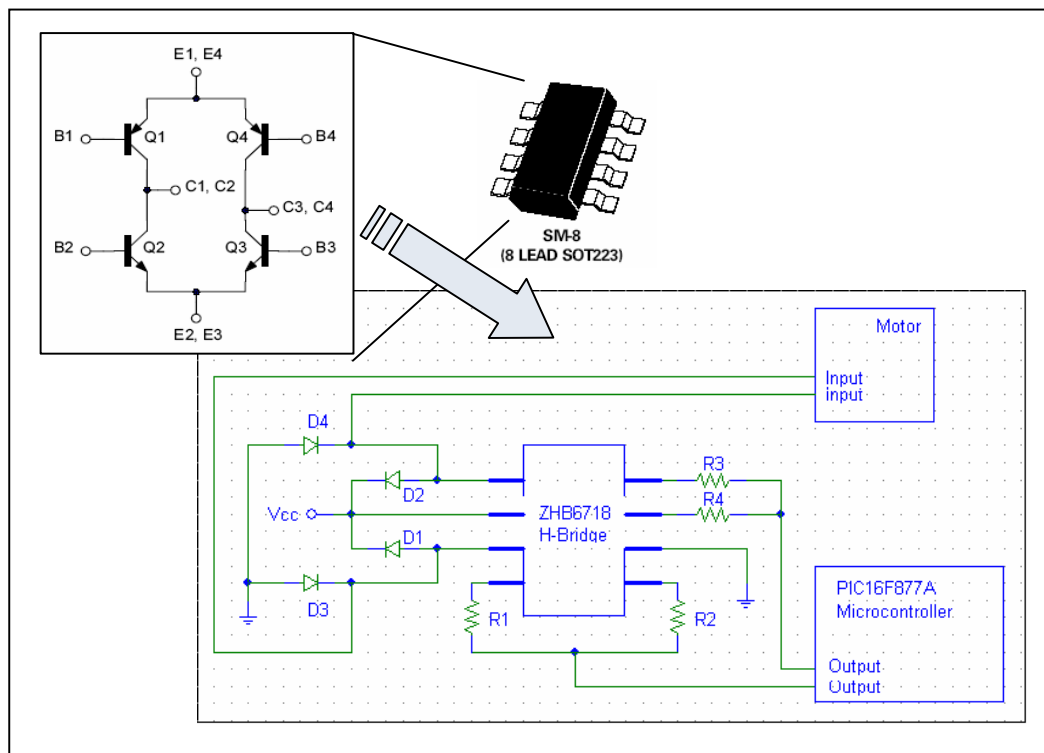 E1, E4
B1
Q1
Q4
B4
C1, C2
C3, C4
B2
Q2
Q3
B3
E2, E3
SM-8
(8 LEAD SOT223)
Motor
Input
input
D4
D2
Vcc
D1
D3
ZHB6718
H-Bridge
R3
R4
R1
R2
PIC16F877A
Microcontroller
Output
Output